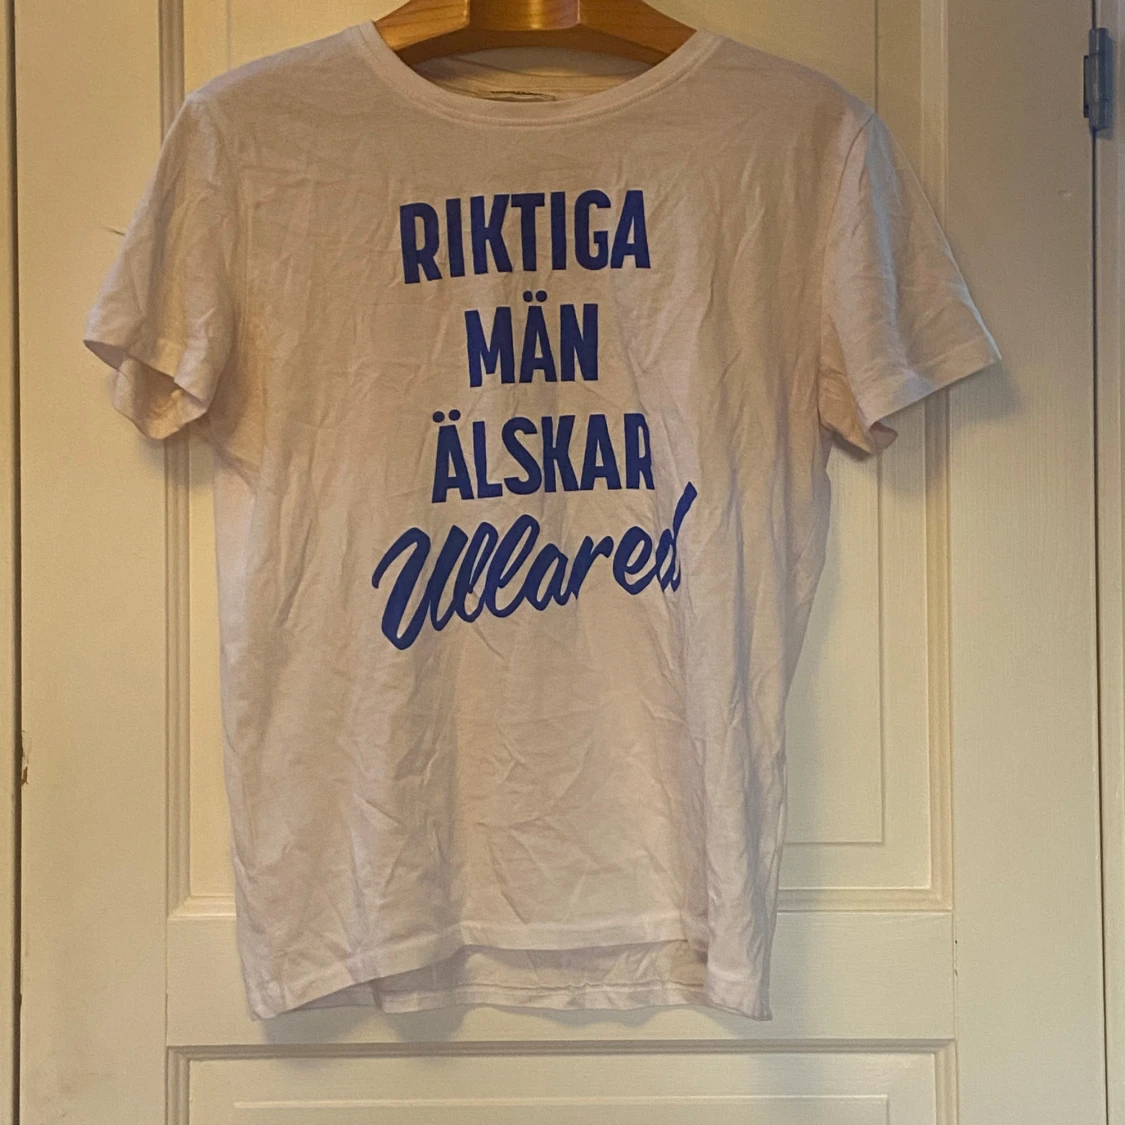 RIKTIGA
MÄN
ÄLSKAR
Ullared